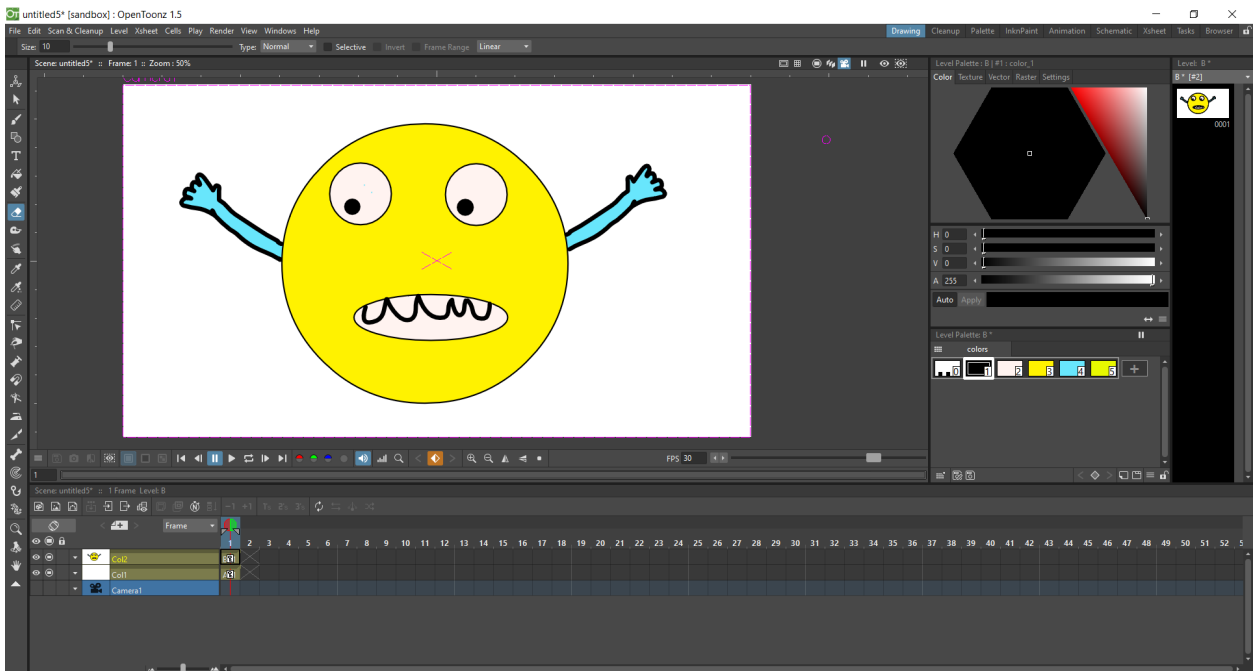 untitled5* [sandbox] : OpenToonz 1.5
File Edit Scan & Cleanup Level Xsheet Cells Play Render View Windows Help
Drawing Cleanup Palette InknPaint Animation Schematic Xsheet Tasks Browser
Size: 10 Type: Normal Selective Invert Frame Range Linear
Scene: untitled5* :: Frame: 1 :: Zoom : 50%
Level Palette : B | #1 : color_1
Level: B *
Color Texture Vector Raster Settings
B * [#2]
Camera1
0001
H 0
S 0
V 0
A 255
Auto Apply
Level Palette: B *
colors
0 1 2 3 4 5 +
FPS 30
1
Scene: untitled5* :: 1 Frame Level: B
-1 +1
Frame
1 2 3 4 5 6 7 8 9 10 11 12 13 14 15 16 17 18 19 20 21 22 23 24 25 26 27 28 29 30 31 32 33 34 35 36 37 38 39 40 41 42 43 44 45 46 47 48 49 50 51 52
Col2
Col1
Camera1